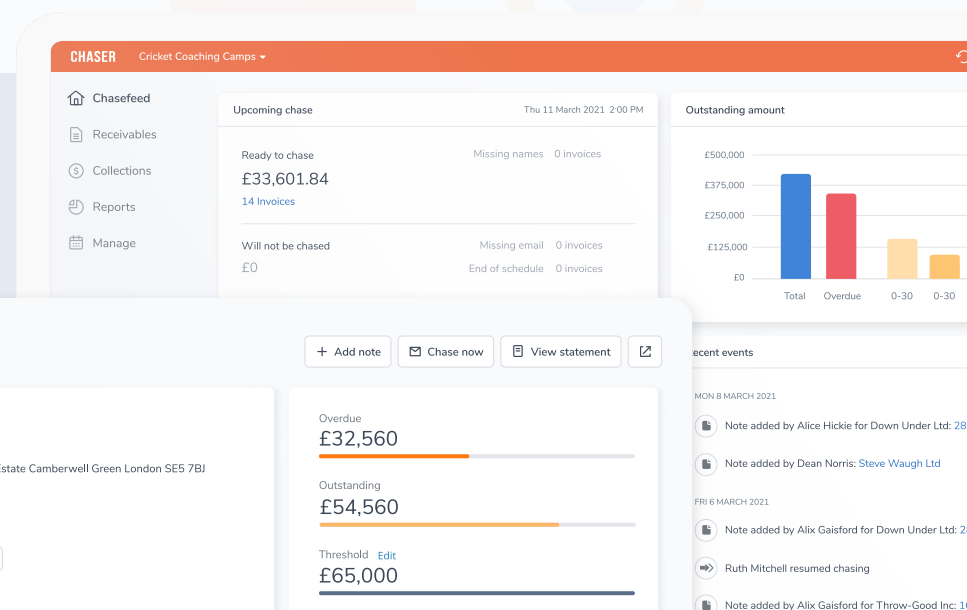 CHASER
Cricket Coaching Camps
Chasefeed
Receivables
Collections
Reports
Manage
Upcoming chase
Thu 11 March 2021 2:00 PM
Ready to chase
£33,601.84
14 Invoices
Missing names 0 invoices
Will not be chased
£0
Missing email 0 invoices
End of schedule 0 invoices
Outstanding amount
£500,000
£375,000
£250,000
£125,000
£0
Total
Overdue
0-30
0-30
Add note
Chase now
View statement
Estate Camberwell Green London SE5 7BJ
Overdue
£32,560
Outstanding
£54,560
Threshold Edit
£65,000
ecent events
MON 8 MARCH 2021
Note added by Alice Hickie for Down Under Ltd: 28
Note added by Dean Norris: Steve Waugh Ltd
FRI 6 MARCH 2021
Note added by Alix Gaisford for Down Under Ltd: 2
Ruth Mitchell resumed chasing
Note added by Alix Gaisford for Throw-Good Inc: 1